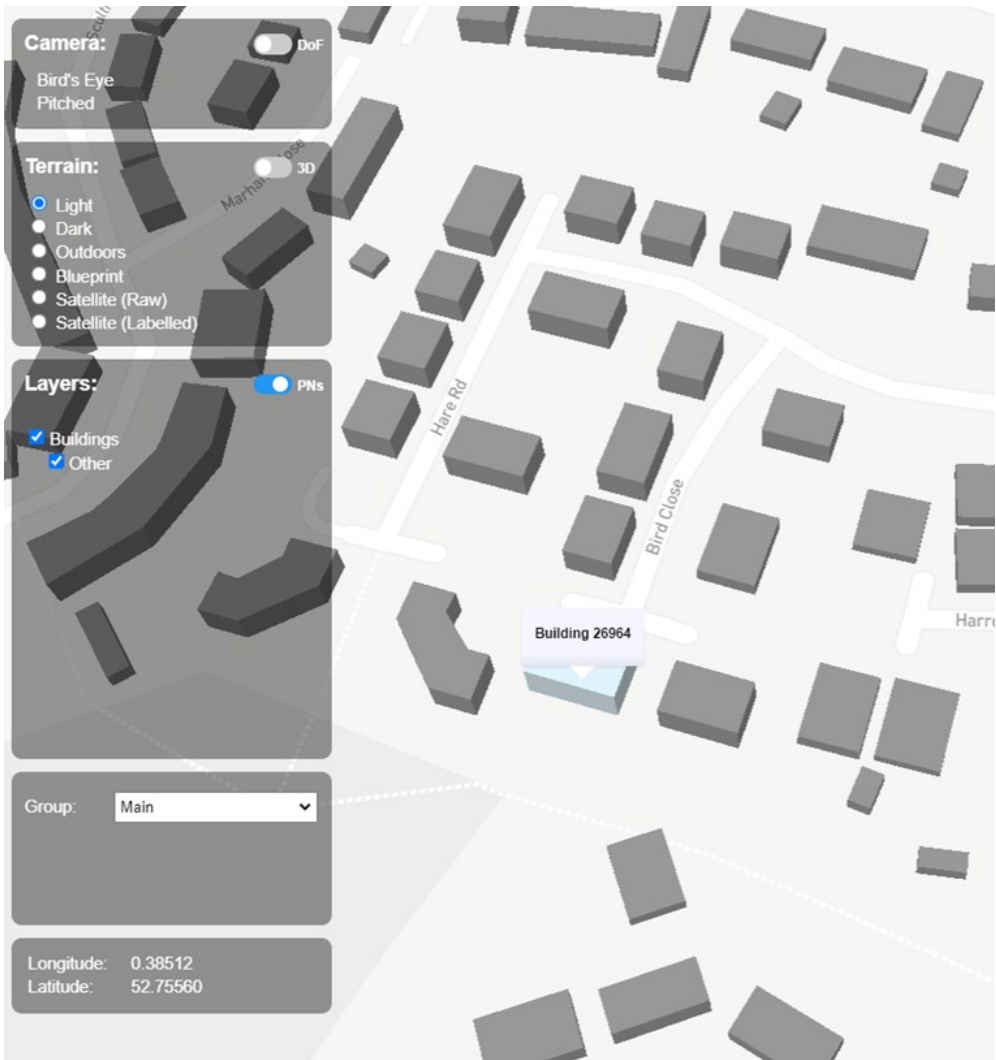 Camera:
DoF
Bird's Eye
Pitched
Terrain:
3D
Light
Dark
Outdoors
Blueprint
Satellite (Raw)
Satellite (Labelled)
Layers:
PNs
Buildings
Other
Group:
Main
Longitude: 0.38512
Latitude: 52.75560
Hare Rd
Bird Close
Building 26964